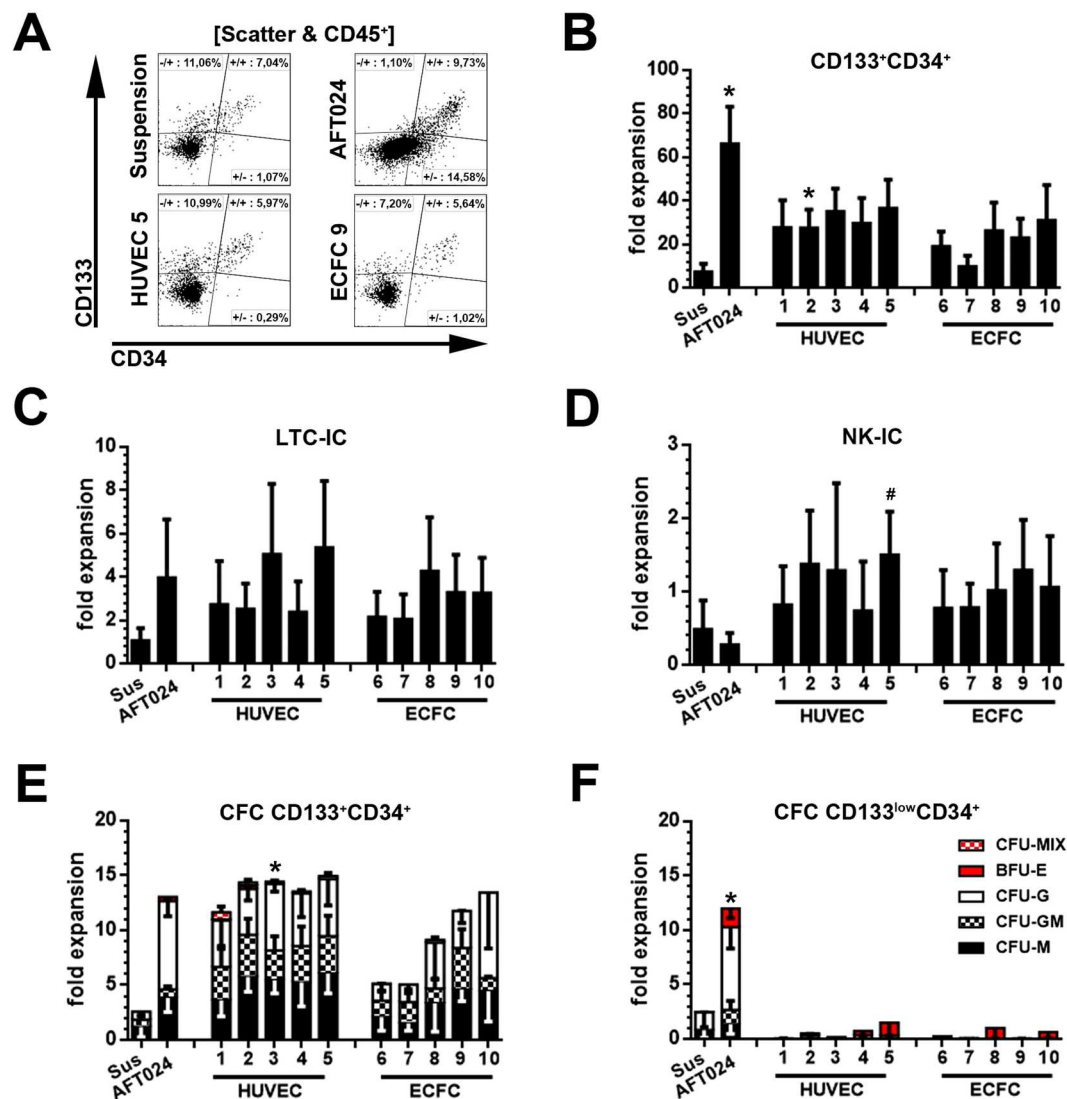 A
[Scatter & CD45+]
-/+ : 11,06%
+/+ : 7,04%
+/- : 1,07%
Suspension
-/+ : 1,10%
+/+ : 9,73%
+/- : 14,58%
AFT024
-/+ : 10,99%
+/+ : 5,97%
+/- : 0,29%
HUVEC 5
-/+ : 7,20%
+/+ : 5,64%
+/- : 1,02%
ECFC 9
CD133
CD34
B
CD133+CD34+
fold expansion
100
80
60
40
20
0
*
*
Sus
AFT024
1 2 3 4 5
6 7 8 9 10
HUVEC
ECFC
C
LTC-IC
fold expansion
10
8
6
4
2
0
Sus
AFT024
1 2 3 4 5
6 7 8 9 10
HUVEC
ECFC
D
NK-IC
fold expansion
3
2
1
0
#
Sus
AFT024
1 2 3 4 5
6 7 8 9 10
HUVEC
ECFC
E
CFC CD133+CD34+
fold expansion
20
15
10
5
0
*
Sus
AFT024
1 2 3 4 5
6 7 8 9 10
HUVEC
ECFC
F
CFC CD133lowCD34+
fold expansion
20
15
10
5
0
*
CFU-MIX
BFU-E
CFU-G
CFU-GM
CFU-M
Sus
AFT024
1 2 3 4 5
6 7 8 9 10
HUVEC
ECFC